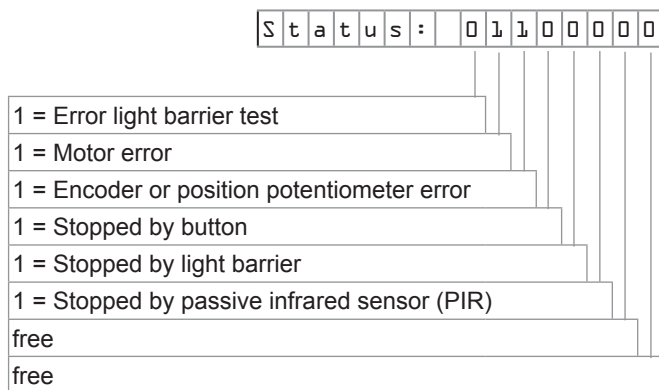 Status: 01100000
1 = Error light barrier test
1 = Motor error
1 = Encoder or position potentiometer error
1 = Stopped by button
1 = Stopped by light barrier
1 = Stopped by passive infrared sensor (PIR)
free
free